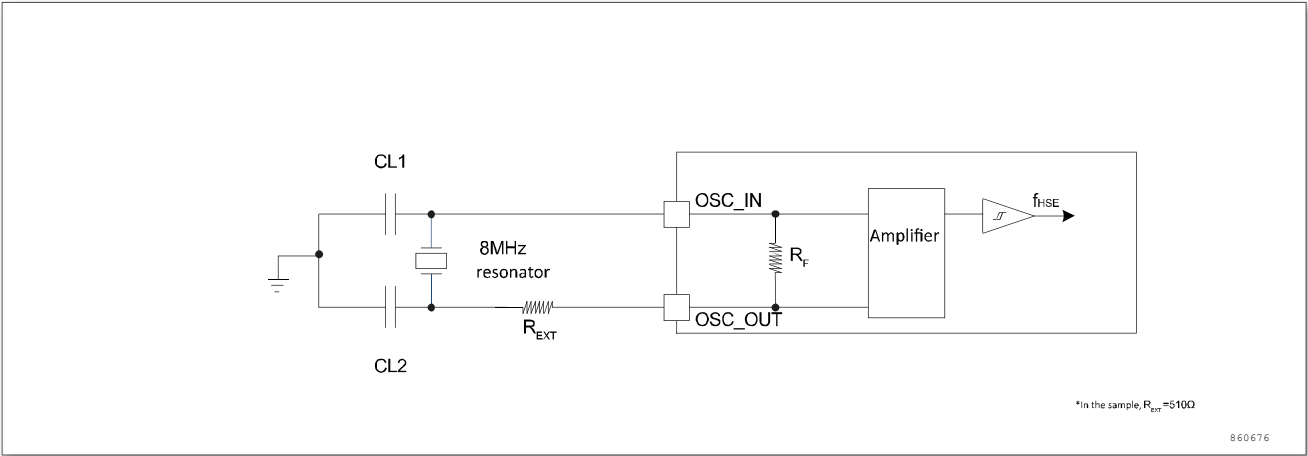 CL1
OSC_IN
fHSE
Amplifier
8MHz
resonator
RF
REXT
OSC_OUT
CL2
*In the sample, REXT =510Ω
860676